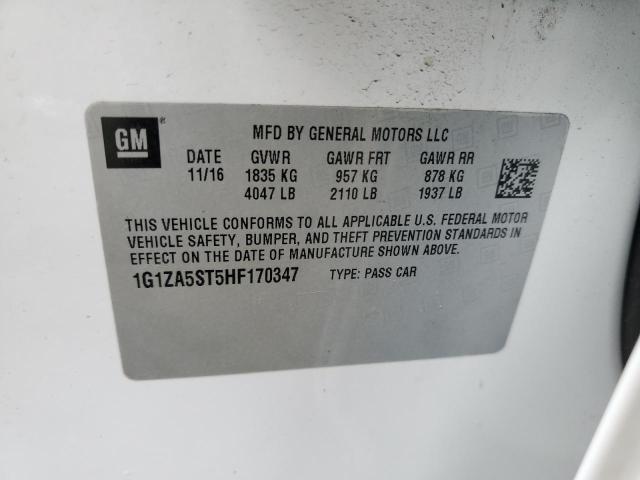 GM
MFD BY GENERAL MOTORS LLC
DATE GVWR GAWR FRT GAWR RR
11/16 1835 KG 957 KG 878 KG
4047 LB 2110 LB 1937 LB
THIS VEHICLE CONFORMS TO ALL APPLICABLE U.S. FEDERAL MOTOR
VEHICLE SAFETY, BUMPER, AND THEFT PREVENTION STANDARDS IN
EFFECT ON THE DATE OF MANUFACTURE SHOWN ABOVE.
1G1ZA5ST5HF170347 TYPE: PASS CAR